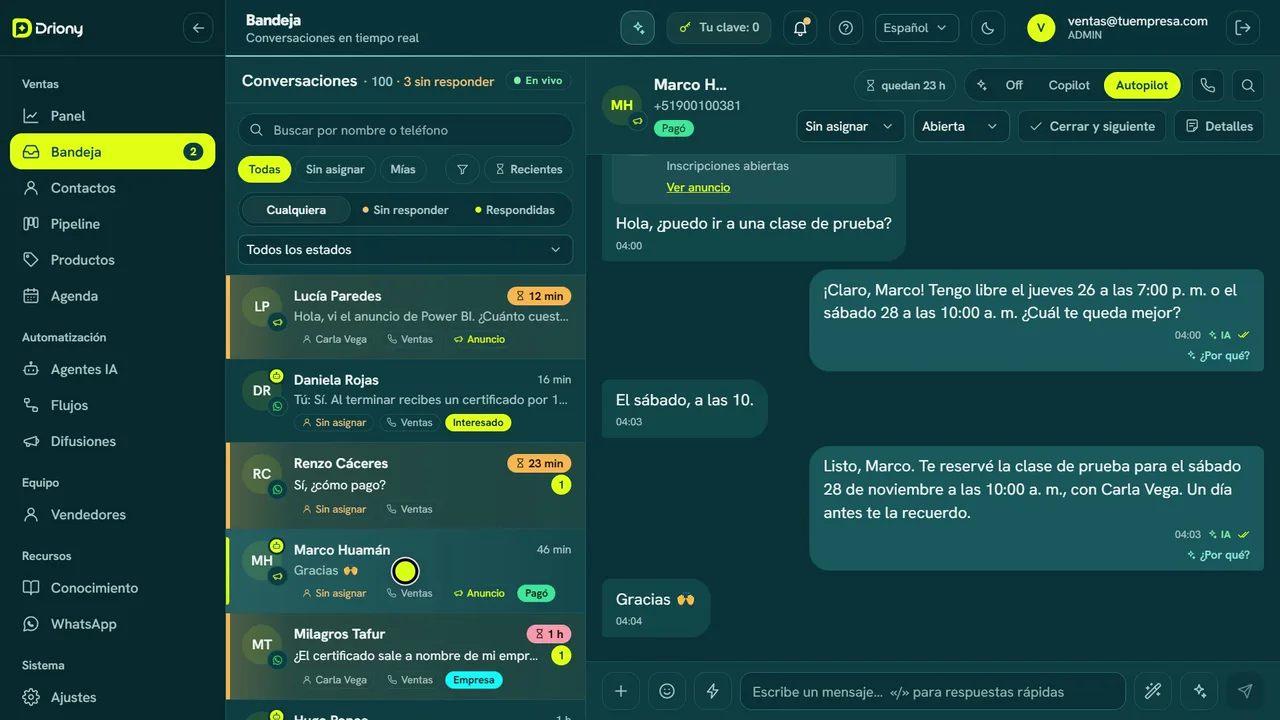 Driony
Ventas
Panel
Bandeja 2
Contactos
Pipeline
Productos
Agenda
Automatización
Agentes IA
Flujos
Difusiones
Equipo
Vendedores
Recursos
Conocimiento
WhatsApp
Sistema
Ajustes
Bandeja
Conversaciones en tiempo real
Tu clave: 0
Español
V
ventas@tuempresa.com
ADMIN
Conversaciones · 100 · 3 sin responder
En vivo
Buscar por nombre o teléfono
Todas Sin asignar Mías Recientes
Cualquiera Sin responder Respondidas
Todos los estados
LP
Lucía Paredes 12 min
Hola, vi el anuncio de Power BI. ¿Cuánto cuest...
Carla Vega Ventas Anuncio
DR
Daniela Rojas 16 min
Tú: Sí. Al terminar recibes un certificado por 1...
Sin asignar Ventas Interesado
RC
Renzo Cáceres 23 min
Sí, ¿cómo pago? 1
Sin asignar Ventas
MH
Marco Huamán 46 min
Gracias 🙌
Sin asignar Ventas Anuncio Pagó
MT
Milagros Tafur 1 h
¿El certificado sale a nombre de mi empr... 1
Carla Vega Ventas Empresa
MH
Marco H...
+51900100381
Pagó
quedan 23 h
Off Copilot Autopilot
Sin asignar Abierta Cerrar y siguiente Detalles
Inscripciones abiertas
Ver anuncio
Hola, ¿puedo ir a una clase de prueba?
04:00
¡Claro, Marco! Tengo libre el jueves 26 a las 7:00 p. m. o el
sábado 28 a las 10:00 a. m. ¿Cuál te queda mejor?
04:00 IA
¿Por qué?
El sábado, a las 10.
04:03
Listo, Marco. Te reservé la clase de prueba para el sábado
28 de noviembre a las 10:00 a. m., con Carla Vega. Un día
antes te la recuerdo.
04:03 IA
¿Por qué?
Gracias 🙌
04:04
Escribe un mensaje... «/» para respuestas rápidas